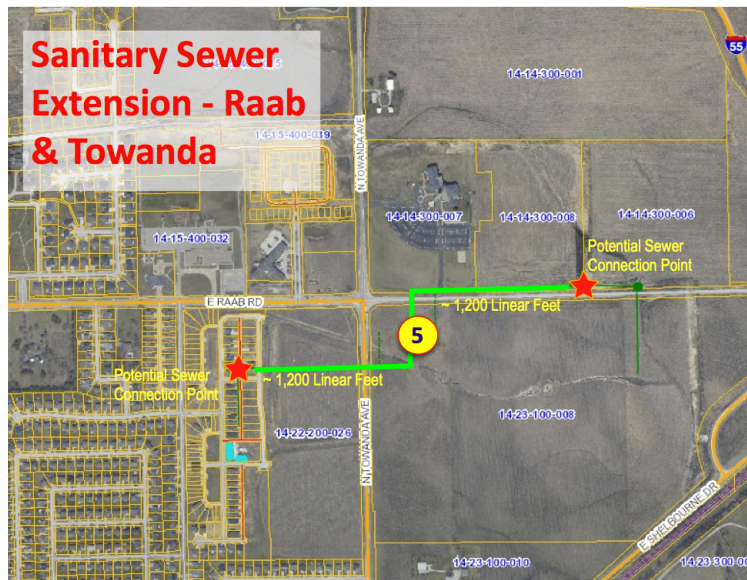 Sanitary Sewer
Extension - Raab
& Towanda
55
14-14-300-001
14-15-400-039
N TOWANDA AVE
14-14-300-007
14-14-300-008
14-14-300-006
14-15-400-032
Potential Sewer
Connection Point
E RAAB RD
~ 1,200 Linear Feet
5
Potential Sewer
Connection Point
~ 1,200 Linear Feet
14-23-100-008
14-22-200-026
N TOWANDA AVE
E SHELBOURNE DR
14-23-100-010
14-23-300-00